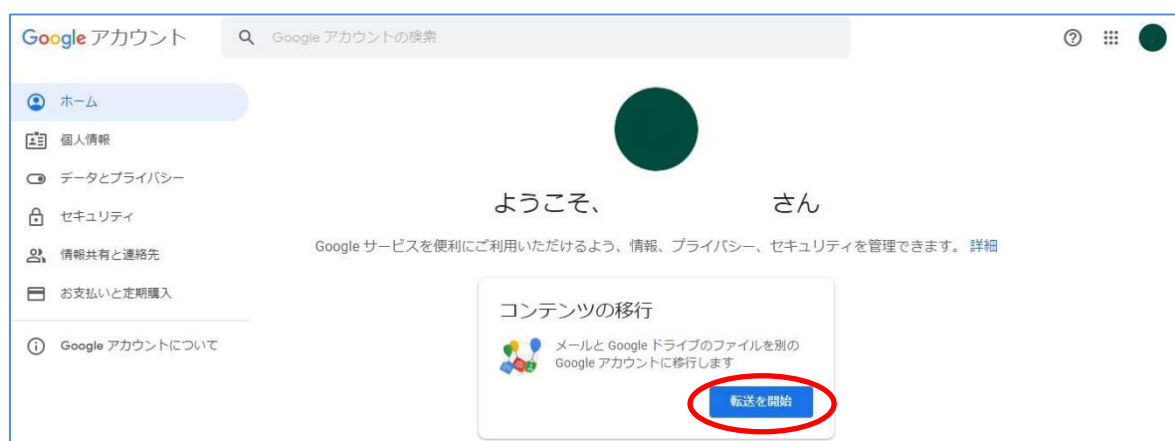 Google アカウント
Google アカウントの検索
ホーム
個人情報
データとプライバシー
セキュリティ
情報共有と連絡先
お支払いと定期購入
Google アカウントについて
ようこそ、 さん
Google サービスを便利にご利用いただけるよう、情報、プライバシー、セキュリティを管理できます。 詳細
コンテンツの移行
メールと Google ドライブのファイルを別の
Google アカウントに移行します
転送を開始